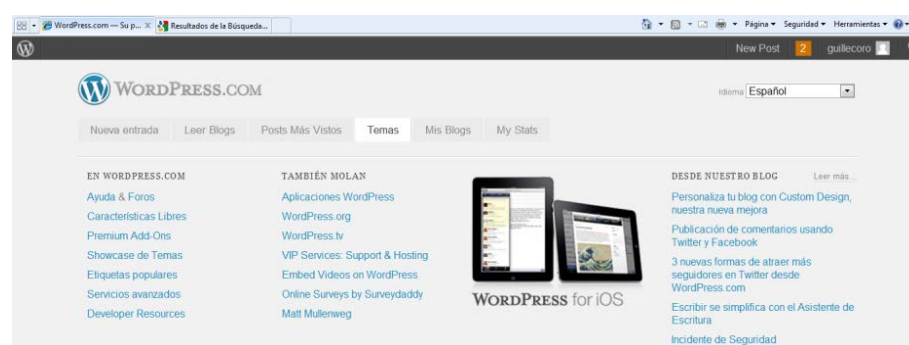 WordPress.com — Su p...
Resultados de la Búsqueda...
Página
Seguridad
Herramientas
New Post
2
guillecoro
WORDPRESS.COM
Idioma
Español
Nueva entrada
Leer Blogs
Posts Más Vistos
Temas
Mis Blogs
My Stats
EN WORDPRESS.COM
Ayuda & Foros
Características Libres
Premium Add-Ons
Showcase de Temas
Etiquetas populares
Servicios avanzados
Developer Resources
TAMBIÉN MOLAN
Aplicaciones WordPress
WordPress.org
WordPress.tv
VIP Services: Support & Hosting
Embed Videos on WordPress
Online Surveys by Surveydaddy
Matt Mullenweg
WORDPRESS for iOS
DESDE NUESTRO BLOG
Leer más...
Personaliza tu blog con Custom Design,
nuestra nueva mejora
Publicación de comentarios usando
Twitter y Facebook
3 nuevas formas de atraer más
seguidores en Twitter desde
WordPress.com
Escribir se simplifica con el Asistente de
Escritura
Incidente de Seguridad